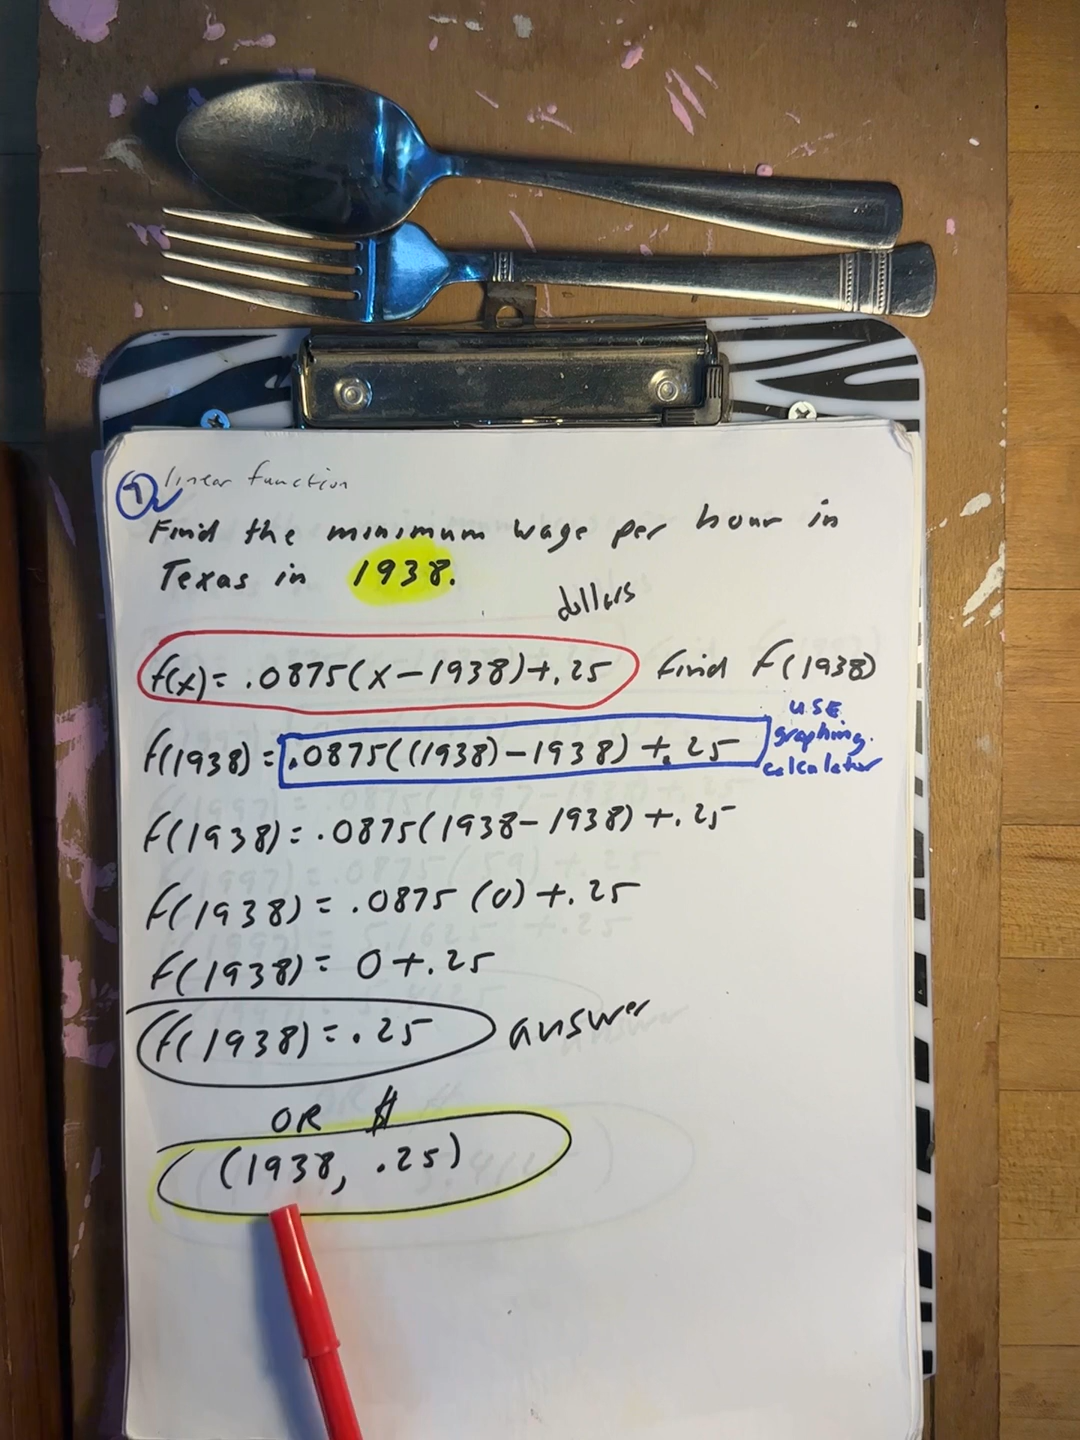 7
linear function
Find the minimum wage per hour in
Texas in 1938.
dollars
f(x) = .0875(x-1938)+.25 find f(1938)
f(1938) = .0875((1938)-1938)+.25
use
graphing
calculator
f(1938) = .0875(1938-1938)+.25
f(1938) = .0875(0)+.25
f(1938) = 0+.25
f(1938) = .25 answer
OR $
(1938, .25)